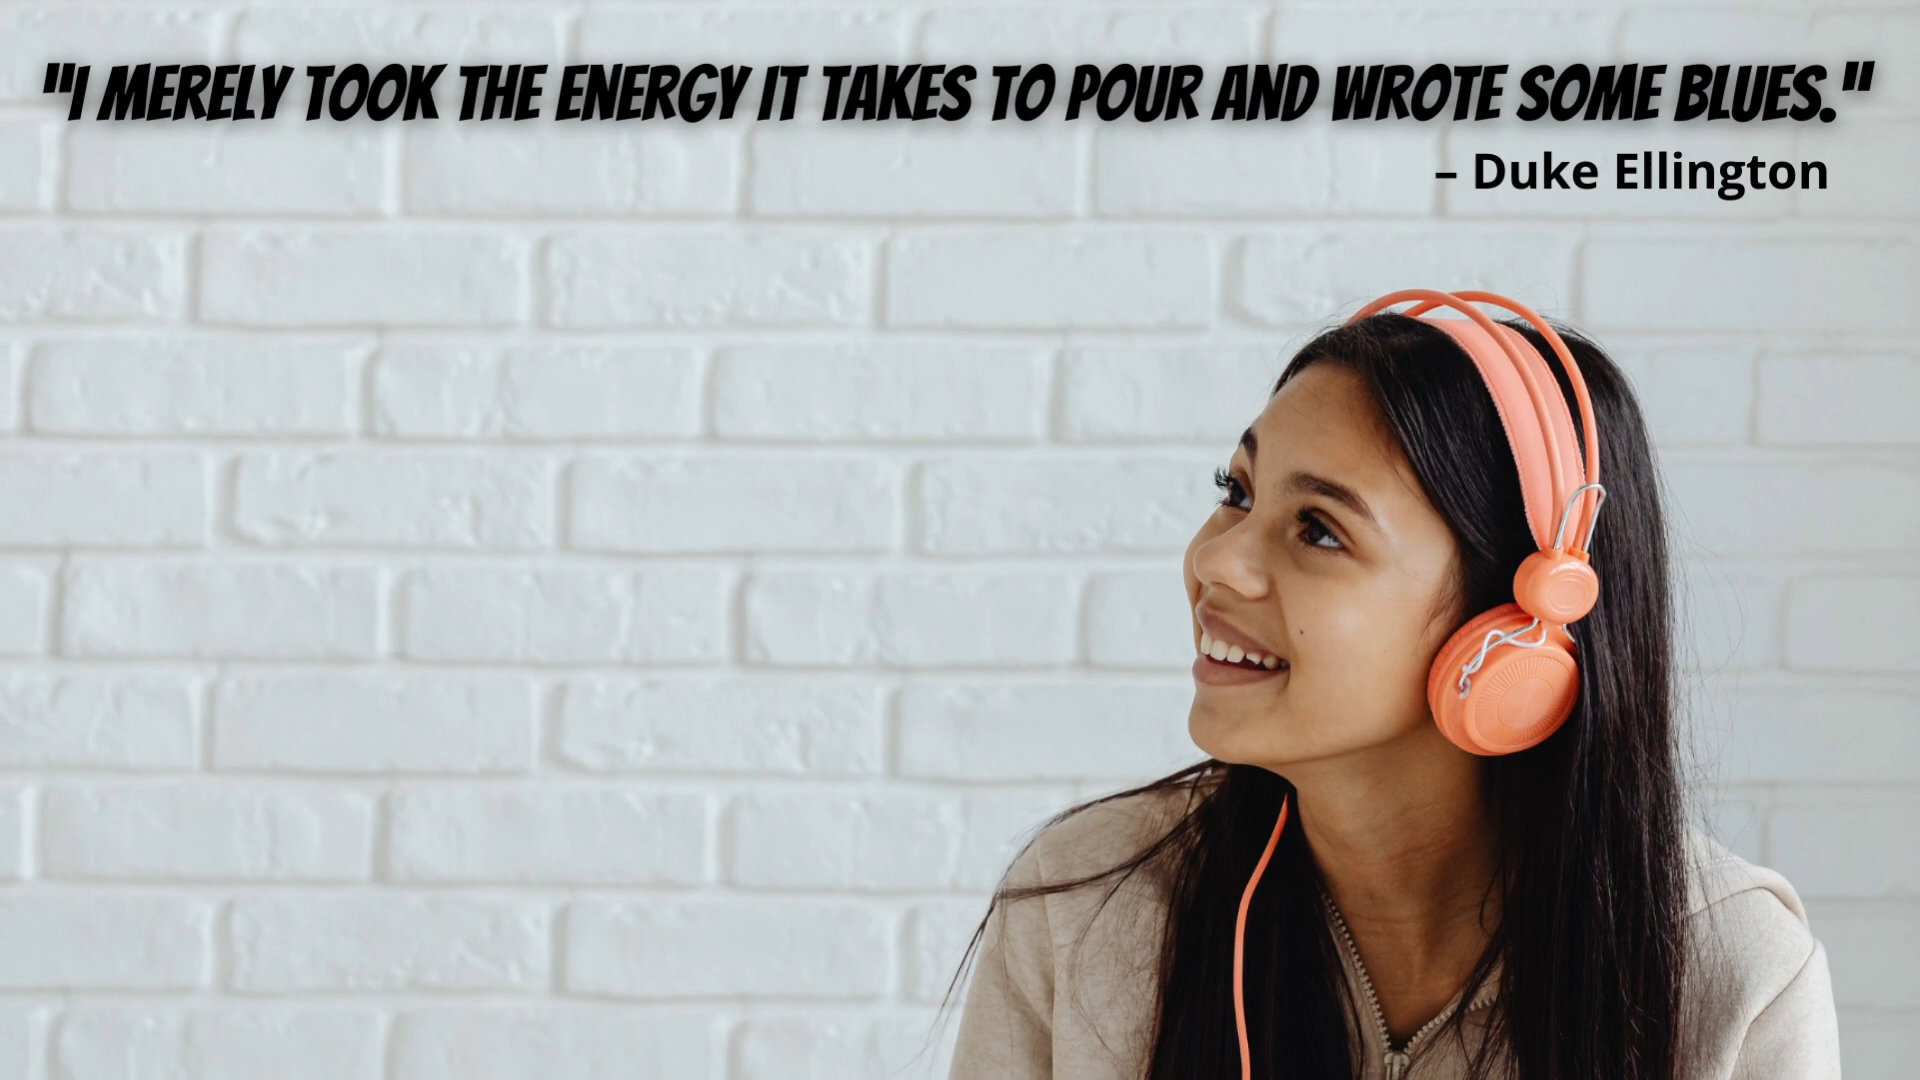 "I MERELY TOOK THE ENERGY IT TAKES TO POUR AND WROTE SOME BLUES."
– Duke Ellington